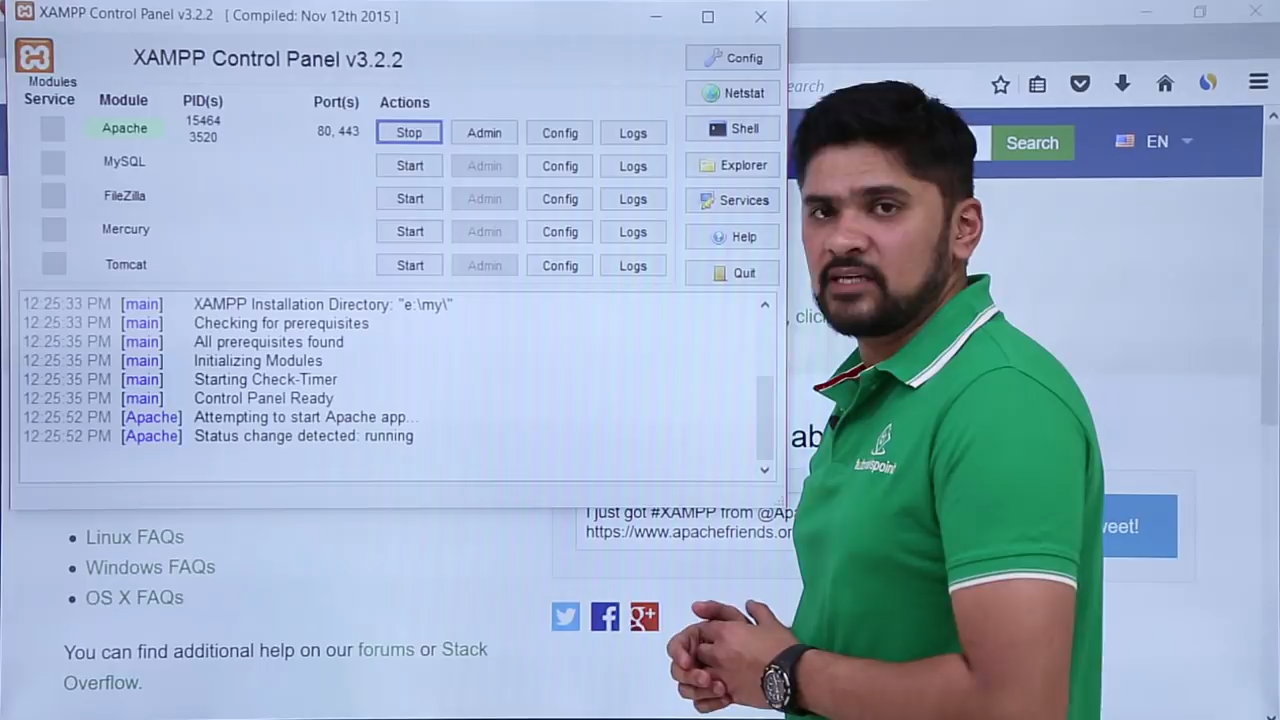 XAMPP Control Panel v3.2.2 [ Compiled: Nov 12th 2015 ]
XAMPP Control Panel v3.2.2
Modules
Service Module PID(s) Port(s) Actions
Apache 15464 3520 80, 443 Stop Admin Config Logs
MySQL Start Admin Config Logs
FileZilla Start Admin Config Logs
Mercury Start Admin Config Logs
Tomcat Start Admin Config Logs
Config
Netstat
Shell
Explorer
Services
Help
Quit
12:25:33 PM [main] XAMPP Installation Directory: "e:\my\"
12:25:33 PM [main] Checking for prerequisites
12:25:35 PM [main] All prerequisites found
12:25:35 PM [main] Initializing Modules
12:25:35 PM [main] Starting Check-Timer
12:25:35 PM [main] Control Panel Ready
12:25:52 PM [Apache] Attempting to start Apache app...
12:25:52 PM [Apache] Status change detected: running
earch
Search EN
, clic
ab
I just got #XAMPP from @Apa
https://www.apachefriends.or
weet!
Linux FAQs
Windows FAQs
OS X FAQs
You can find additional help on our forums or Stack
Overflow.